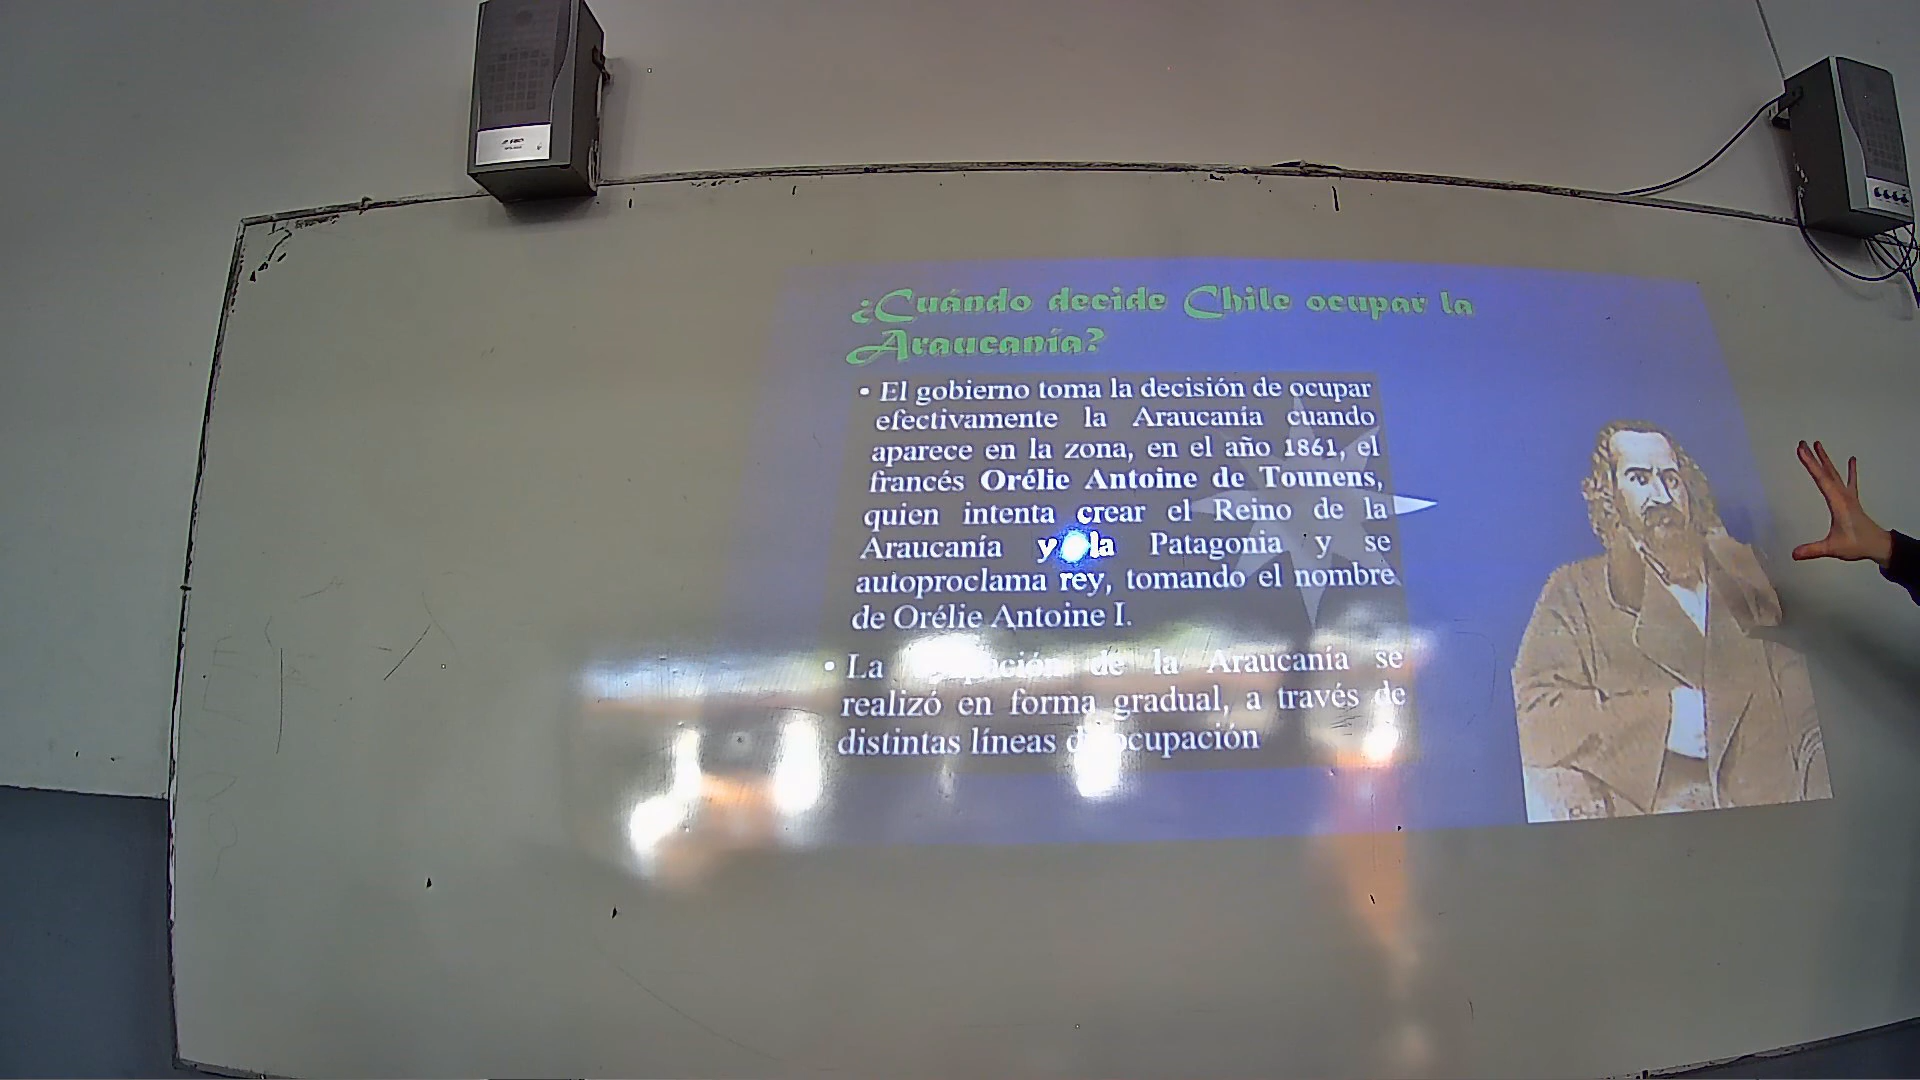 ¿Cuándo decide Chile ocupar la
Araucanía?
• El gobierno toma la decisión de ocupar
efectivamente la Araucanía cuando
aparece en la zona, en el año 1861, el
francés Orélie Antoine de Tounens,
quien intenta crear el Reino de la
Araucanía y la Patagonia y se
autoproclama rey, tomando el nombre
de Orélie Antoine I.
• La de la Araucanía se
realizó en forma gradual, a través de
distintas líneas